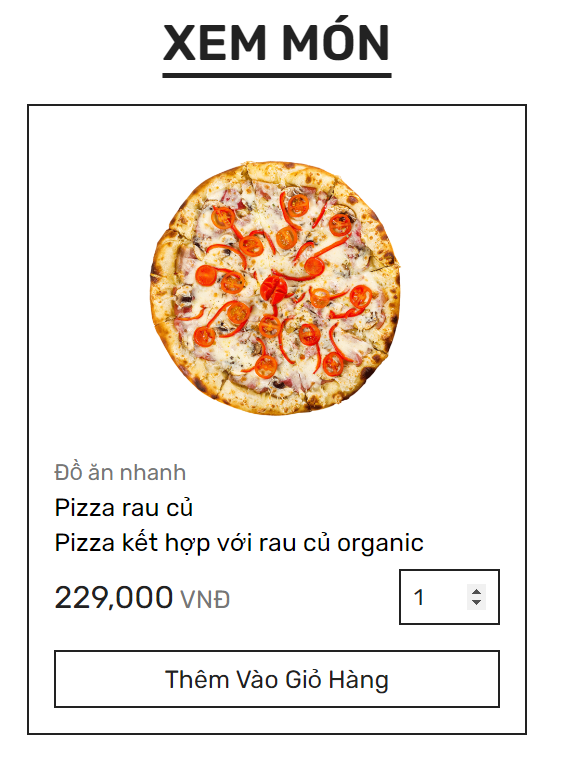 XEM MÓN
Đồ ăn nhanh
Pizza rau củ
Pizza kết hợp với rau củ organic
229,000 VNĐ
1
Thêm Vào Giỏ Hàng